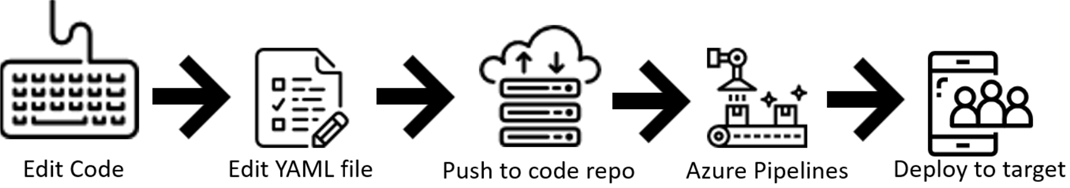 Edit Code
Edit YAML file
Push to code repo
Azure Pipelines
Deploy to target